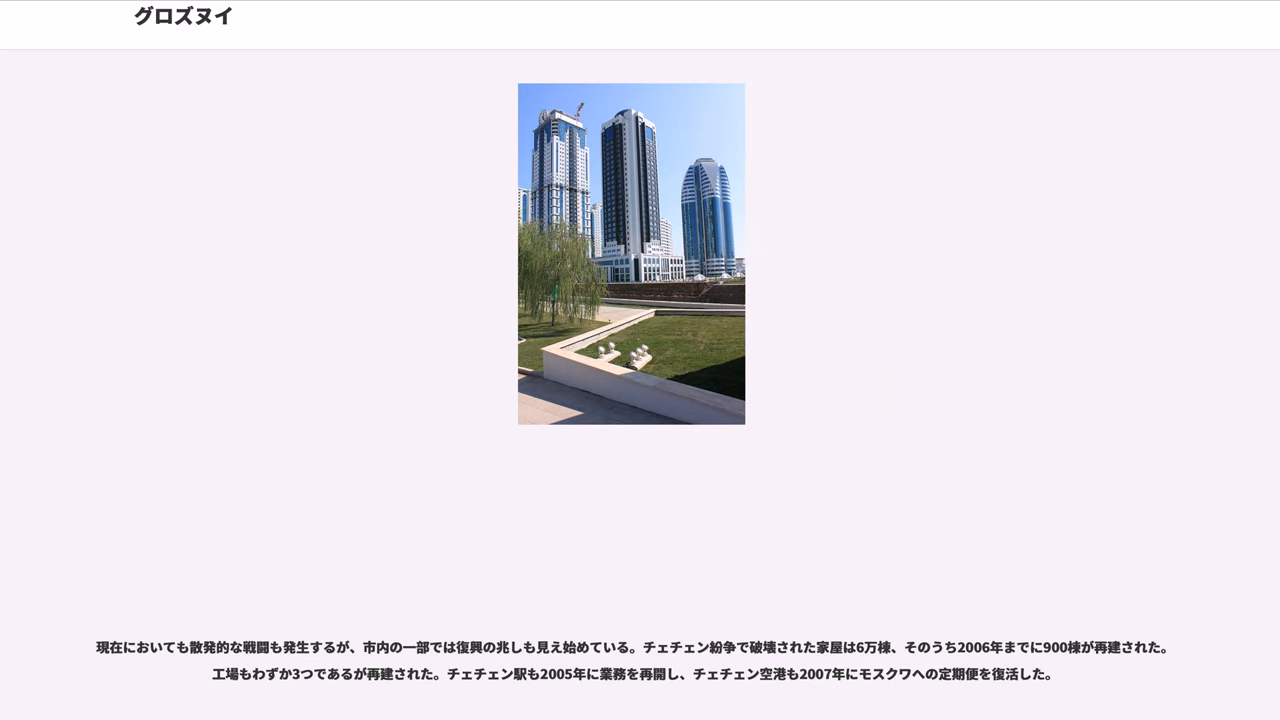 グロズヌイ
現在においても散発的な戦闘も発生するが、市内の一部では復興の兆しも見え始めている。チェチェン紛争で破壊された家屋は6万棟、そのうち2006年までに900棟が再建された。
工場もわずか3つであるが再建された。チェチェン駅も2005年に業務を再開し、チェチェン空港も2007年にモスクワへの定期便を復活した。